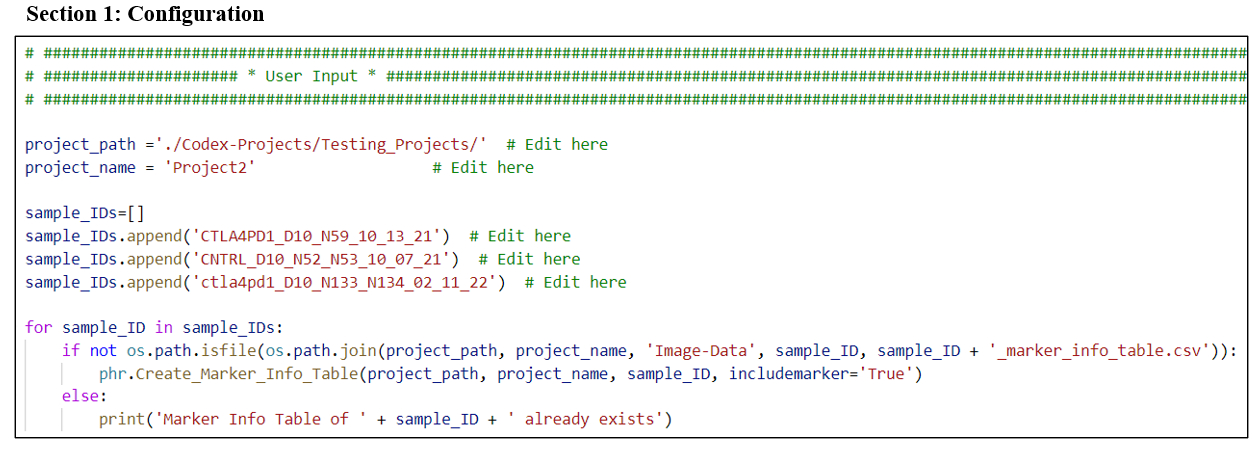 Section 1: Configuration
# ##################################################################################################################################
# ##################### * User Input * #############################################################################################
# ##################################################################################################################################
project_path ='./Codex-Projects/Testing_Projects/'  # Edit here
project_name = 'Project2'                   # Edit here
sample_IDs=[]
sample_IDs.append('CTLA4PD1_D10_N59_10_13_21')  # Edit here
sample_IDs.append('CNTRL_D10_N52_N53_10_07_21')  # Edit here
sample_IDs.append('ctla4pd1_D10_N133_N134_02_11_22')  # Edit here
for sample_ID in sample_IDs:
    if not os.path.isfile(os.path.join(project_path, project_name, 'Image-Data', sample_ID, sample_ID + '_marker_info_table.csv')):
        phr.Create_Marker_Info_Table(project_path, project_name, sample_ID, includemarker='True')
    else:
        print('Marker Info Table of ' + sample_ID + ' already exists')